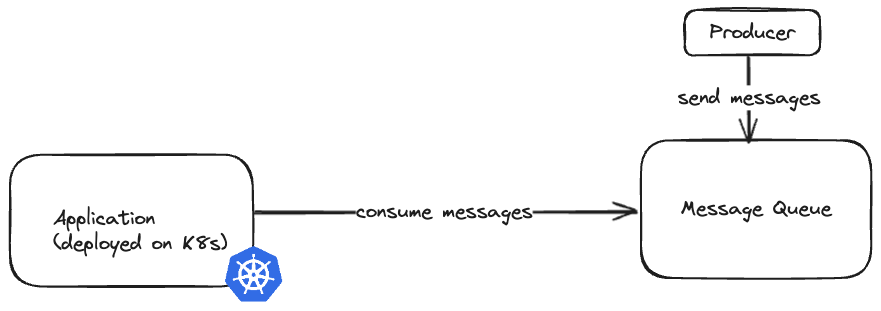 Producer
send messages
Application
(deployed on K8s)
consume messages
Message Queue